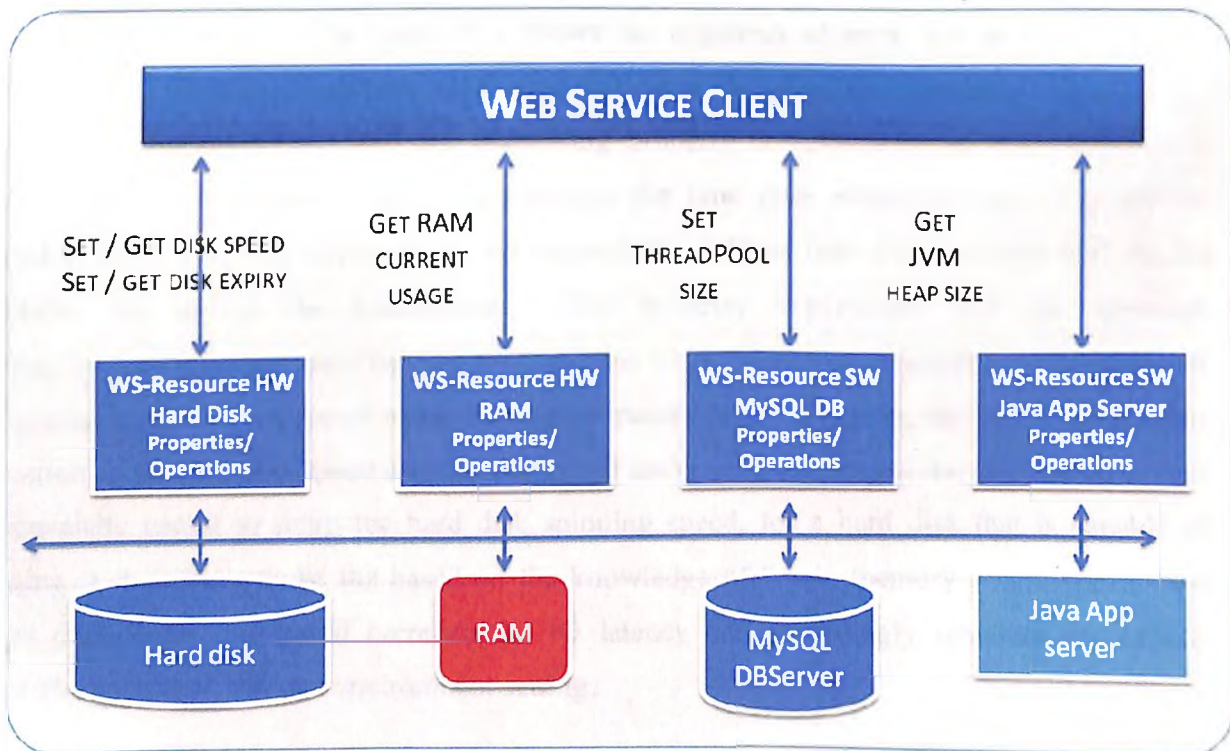 WEB SERVICE CLIENT
SET / GET DISK SPEED
SET / GET DISK EXPIRY
GET RAM
CURRENT
USAGE
SET
THREADPOOL
SIZE
GET
JVM
HEAP SIZE
WS-Resource HW
Hard Disk
Properties/
Operations
WS-Resource HW
RAM
Properties/
Operations
WS-Resource SW
MySQL DB
Properties/
Operations
WS-Resource SW
Java App Server
Properties/
Operations
Hard disk
RAM
MySQL
DBServer
Java App
server